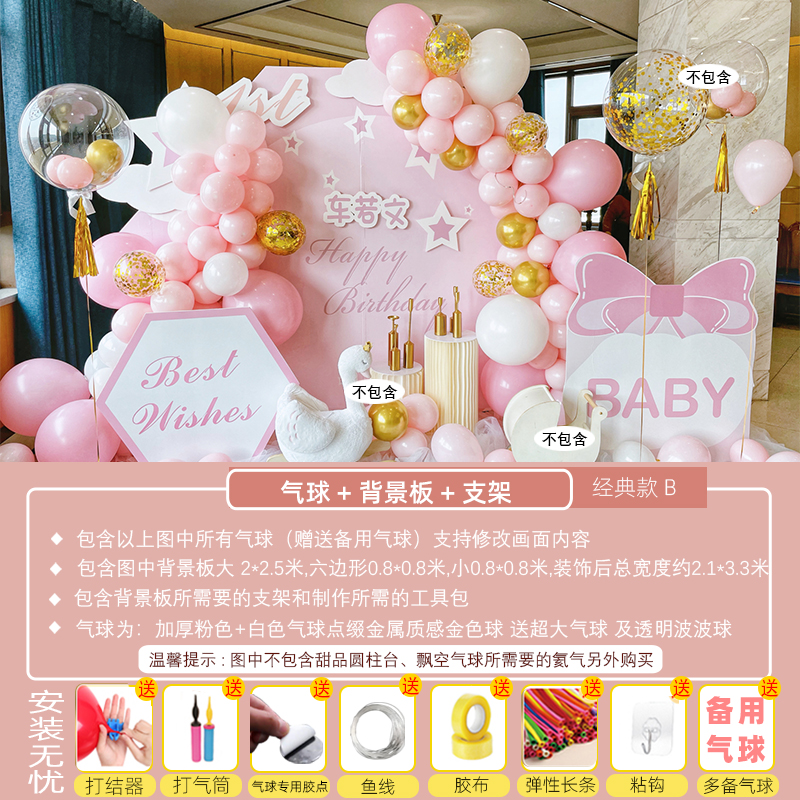 不包含
1st
车若文
Happy
Birthday
Best
Wishes
不包含
BABY
不包含
气球 + 背景板 + 支架
经典款 B
◆ 包含以上图中所有气球（赠送备用气球）支持修改画面内容
◆ 包含图中背景板大 2*2.5米,六边形0.8*0.8米,小0.8*0.8米,装饰后总宽度约2.1*3.3米
◆ 包含背景板所需要的支架和制作所需的工具包
◆ 气球为：加厚粉色+白色气球点缀金属质感金色球 送超大气球 及透明波波球
温馨提示 : 图中不包含甜品圆柱台、飘空气球所需要的氦气另外购买
安装无忧
送 送 送 送 送 送 送 送
备用
气球
打结器 打气筒 气球专用胶点 鱼线 胶布 弹性长条 粘钩 多备气球